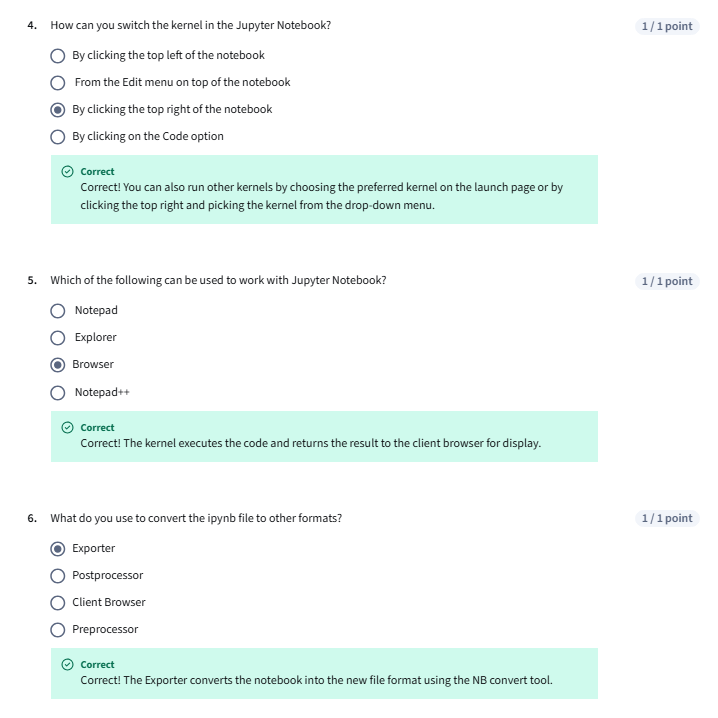 4. How can you switch the kernel in the Jupyter Notebook? 1 / 1 point
By clicking the top left of the notebook
From the Edit menu on top of the notebook
By clicking the top right of the notebook
By clicking on the Code option
Correct
Correct! You can also run other kernels by choosing the preferred kernel on the launch page or by
clicking the top right and picking the kernel from the drop-down menu.
5. Which of the following can be used to work with Jupyter Notebook? 1 / 1 point
Notepad
Explorer
Browser
Notepad++
Correct
Correct! The kernel executes the code and returns the result to the client browser for display.
6. What do you use to convert the ipynb file to other formats? 1 / 1 point
Exporter
Postprocessor
Client Browser
Preprocessor
Correct
Correct! The Exporter converts the notebook into the new file format using the NB convert tool.